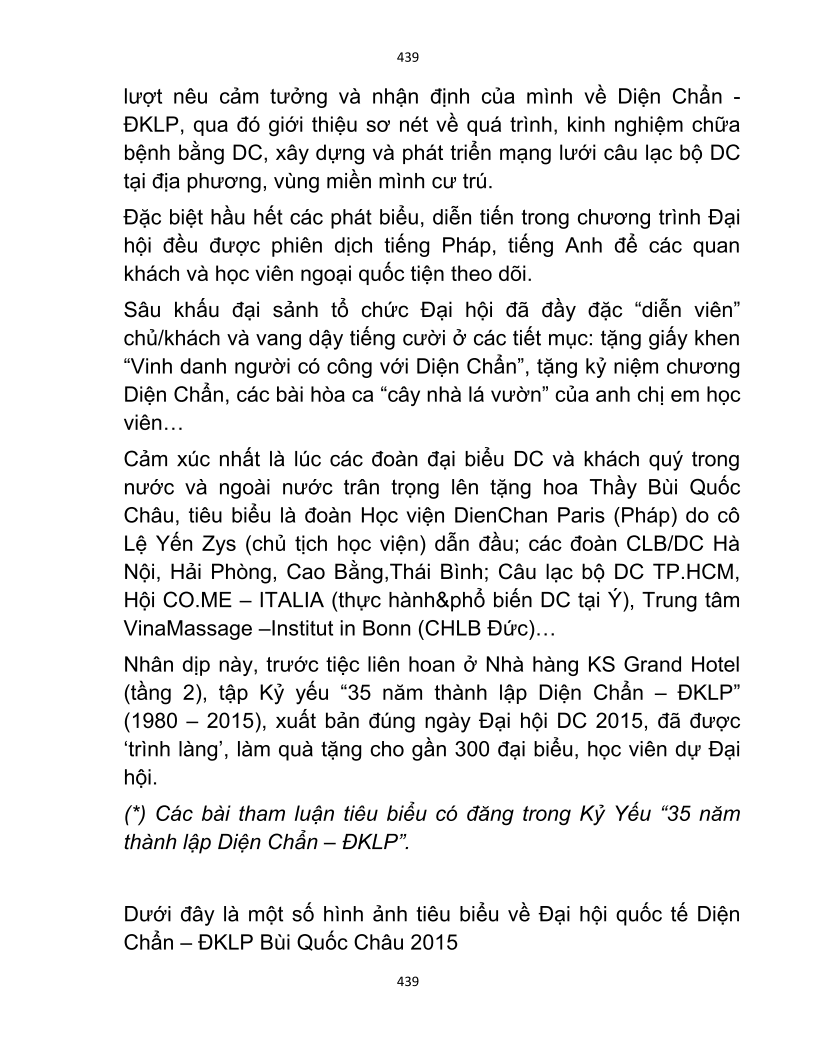 439
lượt nêu cảm tưởng và nhận định của mình về Diện Chẩn -
ĐKLP, qua đó giới thiệu sơ nét về quá trình, kinh nghiệm chữa
bệnh bằng DC, xây dựng và phát triển mạng lưới câu lạc bộ DC
tại địa phương, vùng miền mình cư trú.
Đặc biệt hầu hết các phát biểu, diễn tiến trong chương trình Đại
hội đều được phiên dịch tiếng Pháp, tiếng Anh để các quan
khách và học viên ngoại quốc tiện theo dõi.
Sâu khấu đại sảnh tổ chức Đại hội đã đầy đặc “diễn viên”
chủ/khách và vang dậy tiếng cười ở các tiết mục: tặng giấy khen
“Vinh danh người có công với Diện Chẩn”, tặng kỷ niệm chương
Diện Chẩn, các bài hòa ca “cây nhà lá vườn” của anh chị em học
viên…
Cảm xúc nhất là lúc các đoàn đại biểu DC và khách quý trong
nước và ngoài nước trân trọng lên tặng hoa Thầy Bùi Quốc
Châu, tiêu biểu là đoàn Học viện DienChan Paris (Pháp) do cô
Lệ Yến Zys (chủ tịch học viện) dẫn đầu; các đoàn CLB/DC Hà
Nội, Hải Phòng, Cao Bằng,Thái Bình; Câu lạc bộ DC TP.HCM,
Hội CO.ME – ITALIA (thực hành&phổ biến DC tại Ý), Trung tâm
VinaMassage –Institut in Bonn (CHLB Đức)…
Nhân dịp này, trước tiệc liên hoan ở Nhà hàng KS Grand Hotel
(tầng 2), tập Kỷ yếu “35 năm thành lập Diện Chẩn – ĐKLP”
(1980 – 2015), xuất bản đúng ngày Đại hội DC 2015, đã được
‘trình làng’, làm quà tặng cho gần 300 đại biểu, học viên dự Đại
hội.
(*) Các bài tham luận tiêu biểu có đăng trong Kỷ Yếu “35 năm
thành lập Diện Chẩn – ĐKLP”.
Dưới đây là một số hình ảnh tiêu biểu về Đại hội quốc tế Diện
Chẩn – ĐKLP Bùi Quốc Châu 2015
439